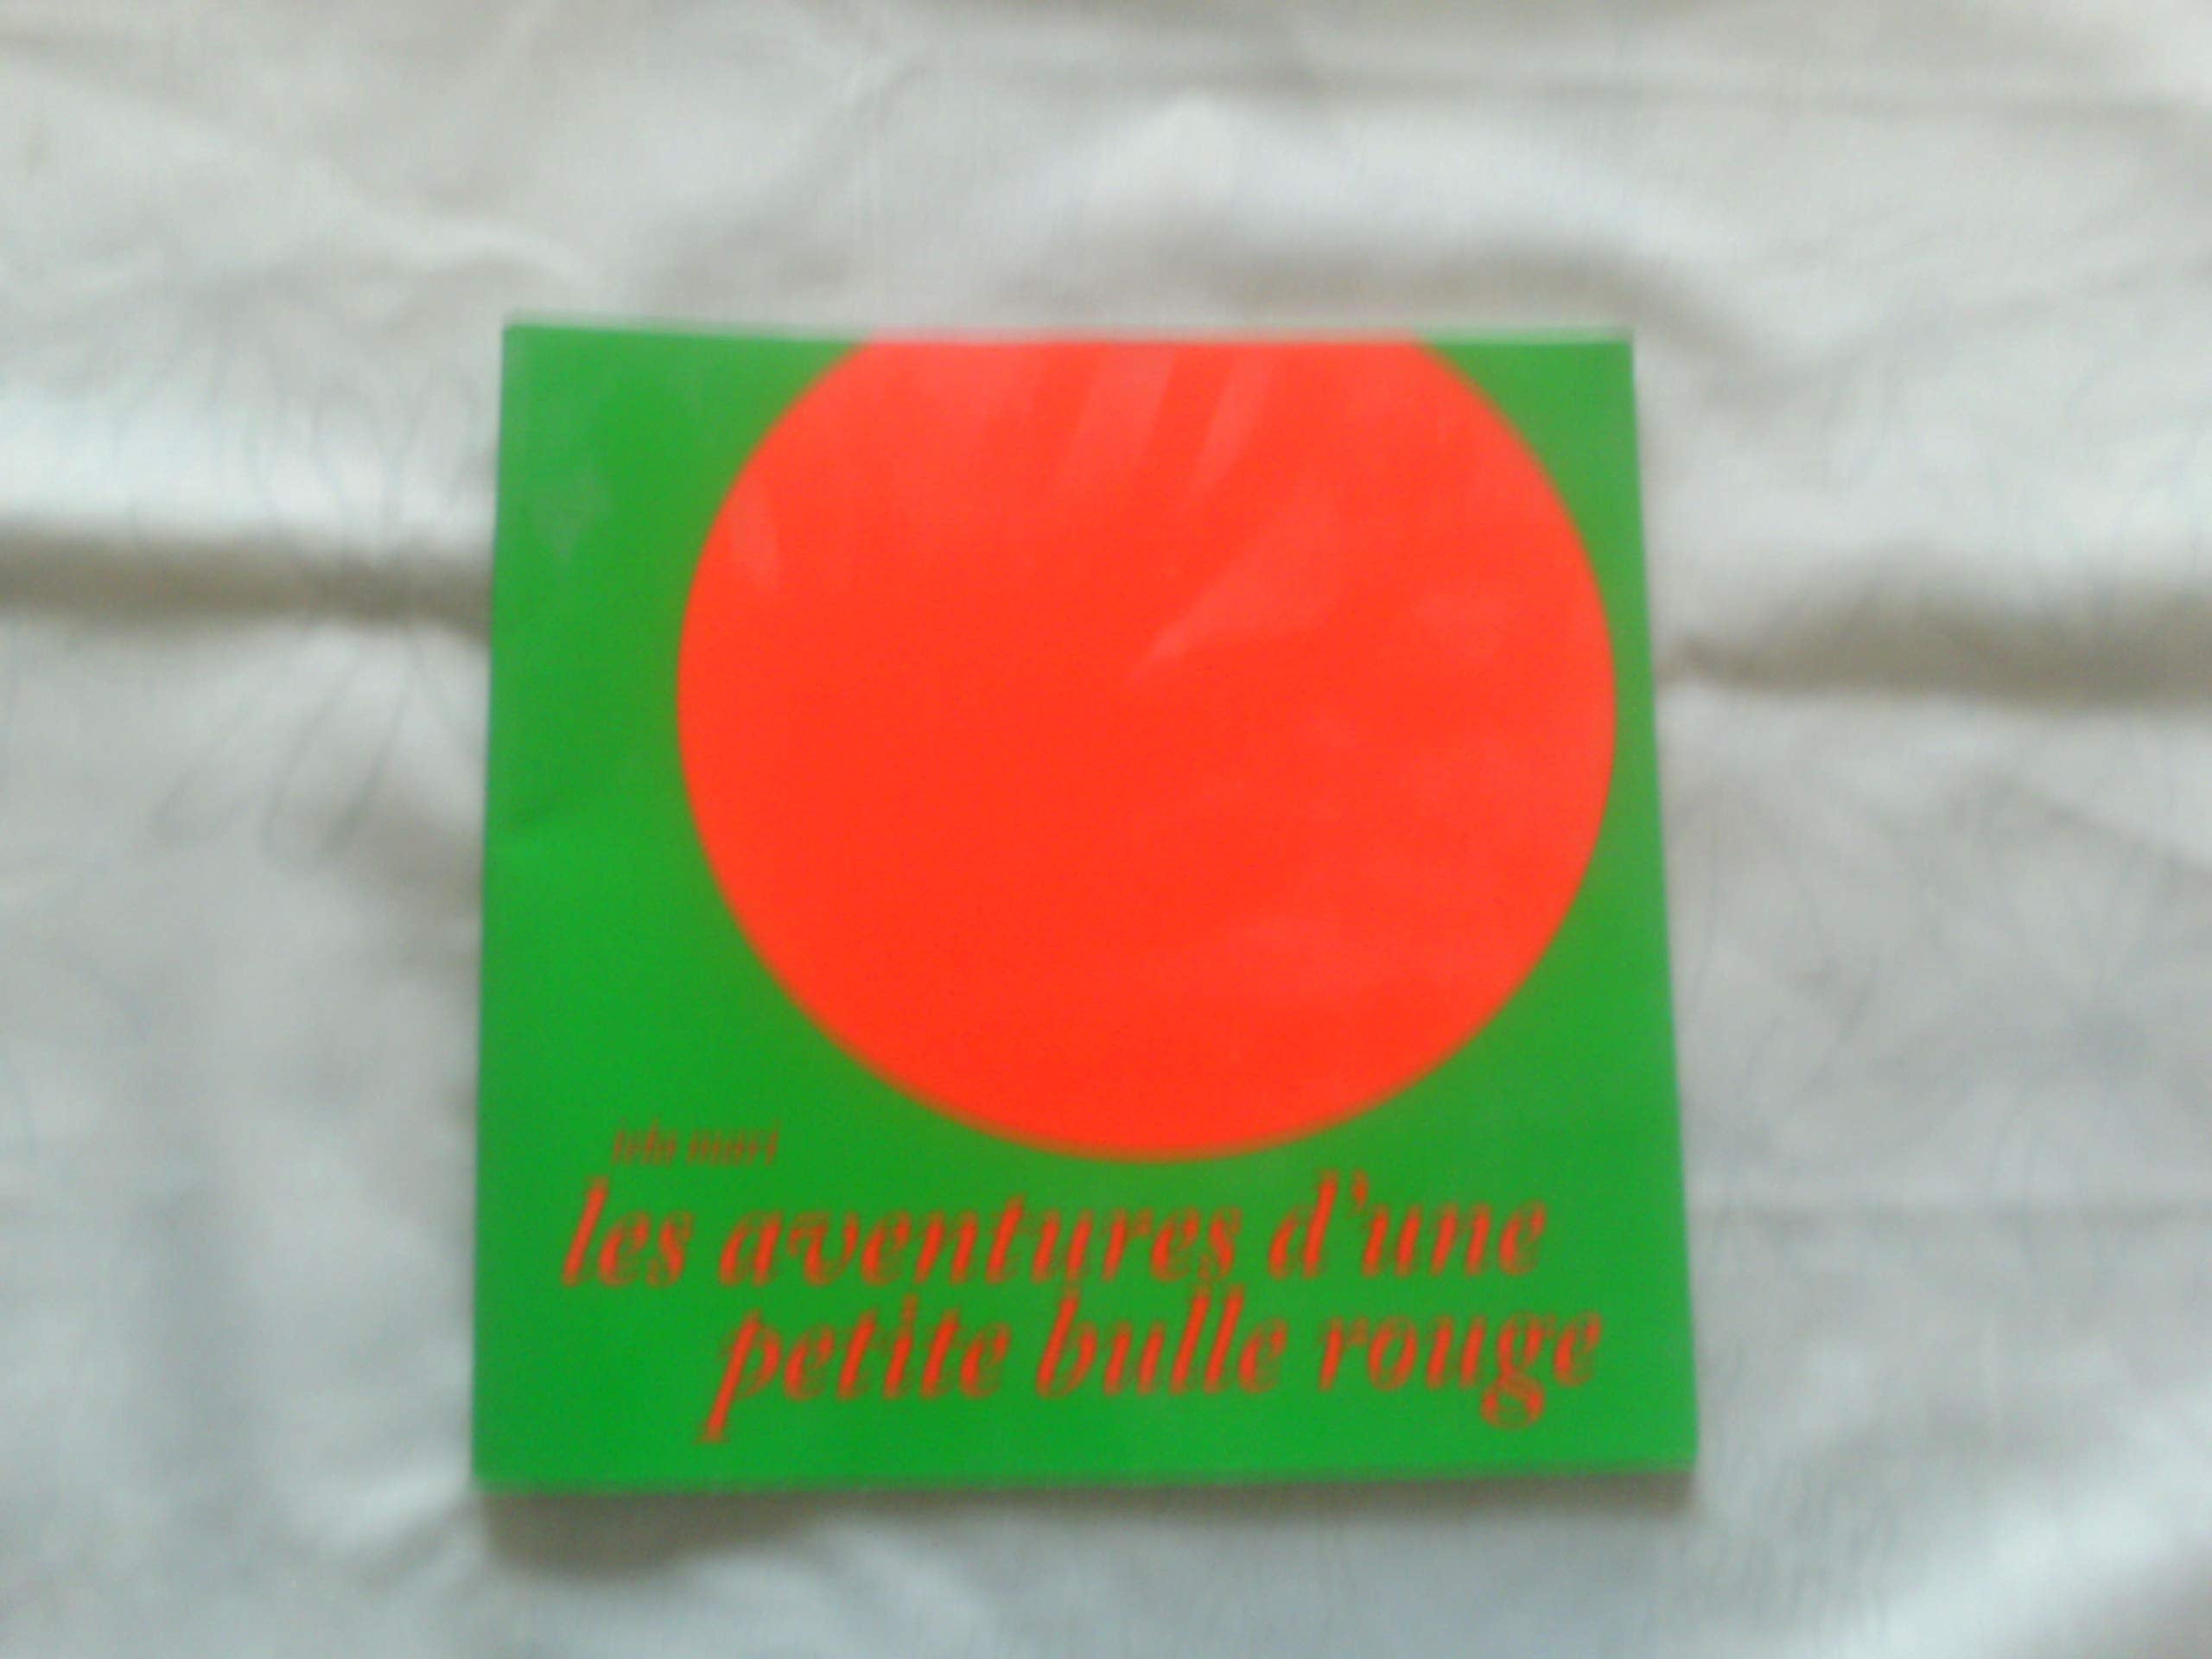 iela mari
les aventures d'une
petite bulle rouge